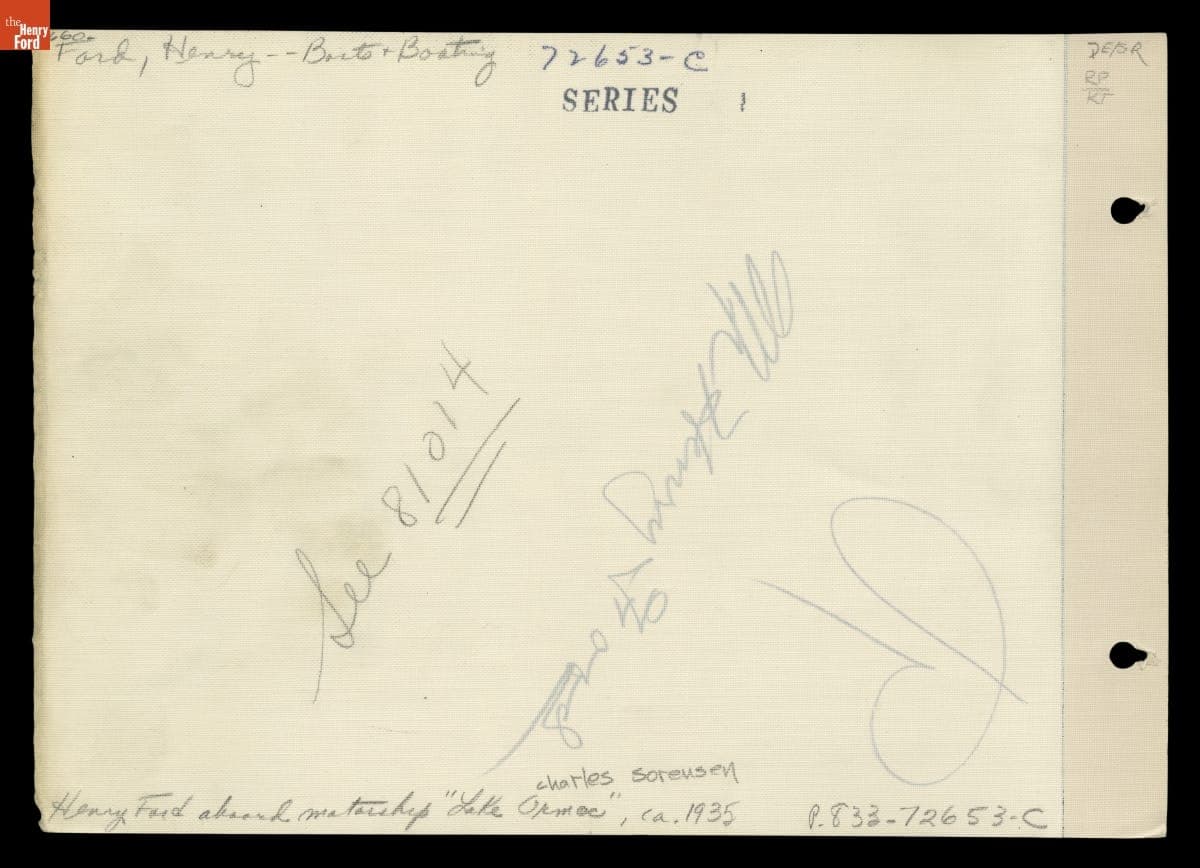 the
Henry
Ford
660-
Ford, Henry--Boats + Boating
72653-C
DE/BR
SERIES
RP
KT
See 81014
charles sorensen
Henry Ford aboard motorship "Lake Ormoc", ca. 1935
P.833-72653-C